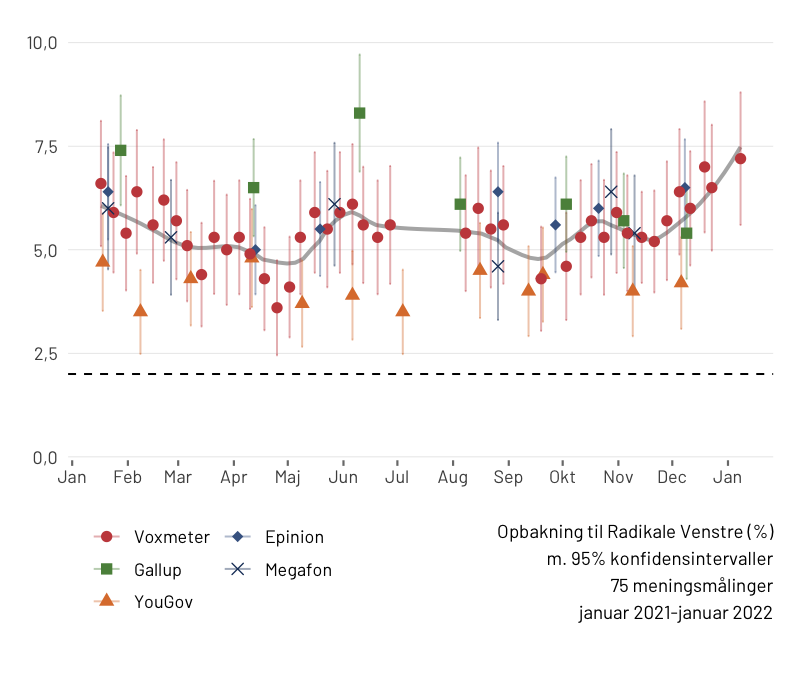 10,0
7,5
5,0
2,5
0,0
Jan Feb Mar Apr Maj Jun Jul Aug Sep Okt Nov Dec Jan
Voxmeter Epinion
Gallup Megafon
YouGov
Opbakning til Radikale Venstre (%)
m. 95% konfidensintervaller
75 meningsmålinger
januar 2021-januar 2022